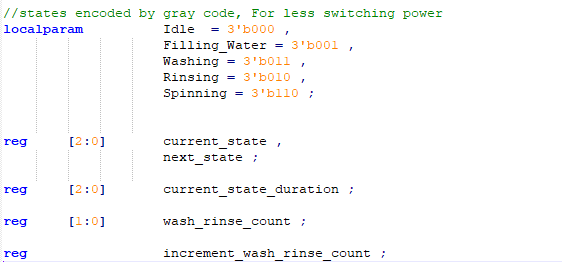 //states encoded by gray code, For less switching power
localparam Idle = 3'b000 ,
Filling_Water = 3'b001 ,
Washing = 3'b011 ,
Rinsing = 3'b010 ,
Spinning = 3'b110 ;
reg [2:0] current_state ,
next_state ;
reg [2:0] current_state_duration ;
reg [1:0] wash_rinse_count ;
reg increment_wash_rinse_count ;